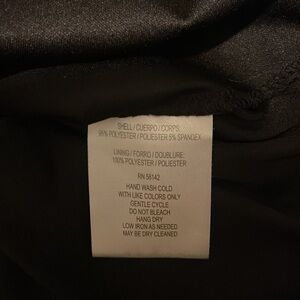 SHELL/CUERPO/CORPS:
95% POLYESTER/POLIESTER 5% SPANDEX
LINING/FORRO/DOUBLURE:
100% POLYESTER/POLIESTER
RN 58142
HAND WASH COLD
WITH LIKE COLORS ONLY
GENTLE CYCLE
DO NOT BLEACH
HANG DRY
LOW IRON AS NEEDED
MAY BE DRY CLEANED